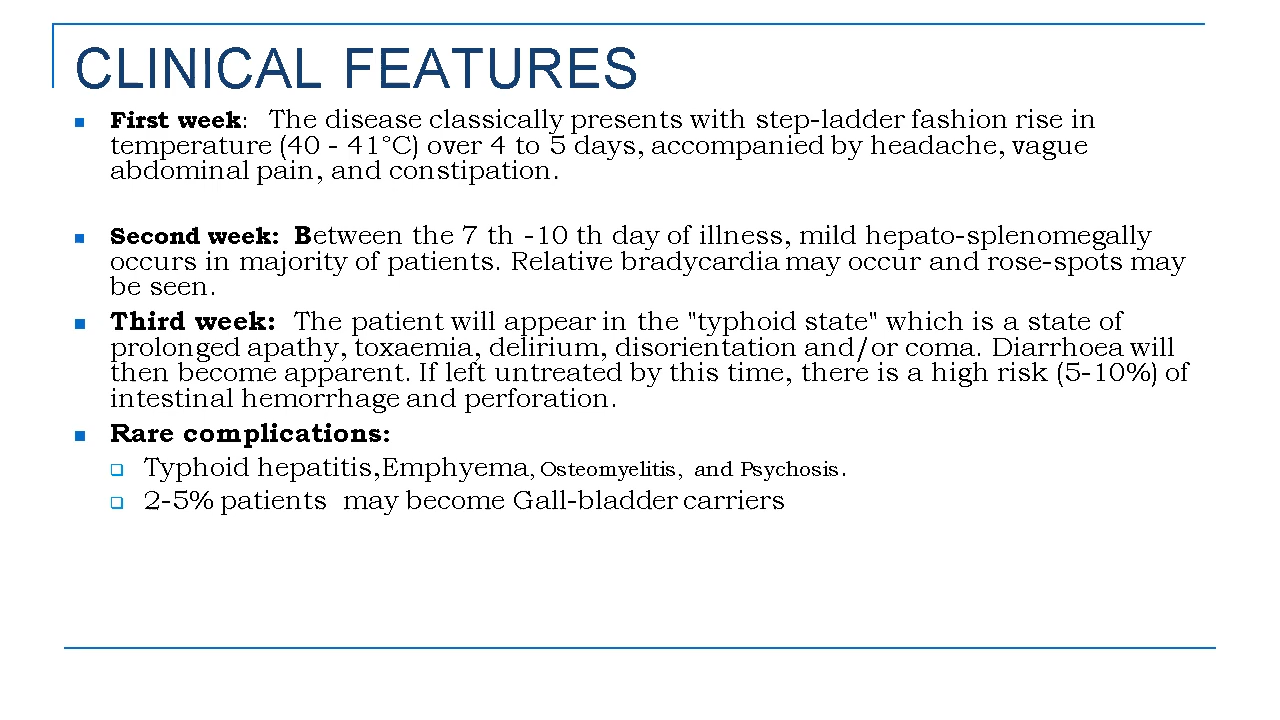 CLINICAL FEATURES
First week: The disease classically presents with step-ladder fashion rise in
temperature (40 - 41°C) over 4 to 5 days, accompanied by headache, vague
abdominal pain, and constipation.
Second week: Between the 7 th -10 th day of illness, mild hepato-splenomegally
occurs in majority of patients. Relative bradycardia may occur and rose-spots may
be seen.
Third week: The patient will appear in the "typhoid state" which is a state of
prolonged apathy, toxaemia, delirium, disorientation and/or coma. Diarrhoea will
then become apparent. If left untreated by this time, there is a high risk (5-10%) of
intestinal hemorrhage and perforation.
Rare complications:
Typhoid hepatitis,Emphyema, Osteomyelitis, and Psychosis.
2-5% patients may become Gall-bladder carriers